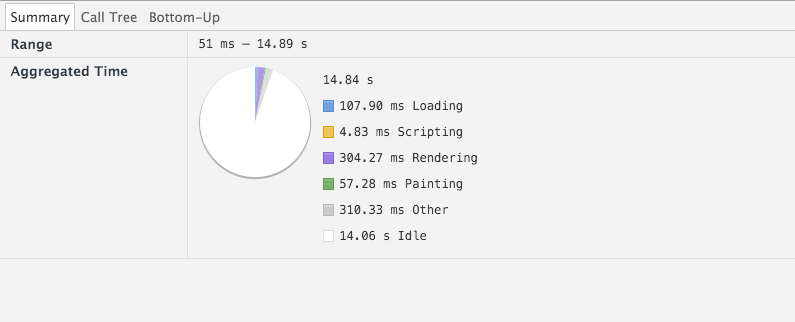 Summary Call Tree Bottom-Up
Range 51 ms – 14.89 s
Aggregated Time
14.84 s
107.90 ms Loading
4.83 ms Scripting
304.27 ms Rendering
57.28 ms Painting
310.33 ms Other
14.06 s Idle